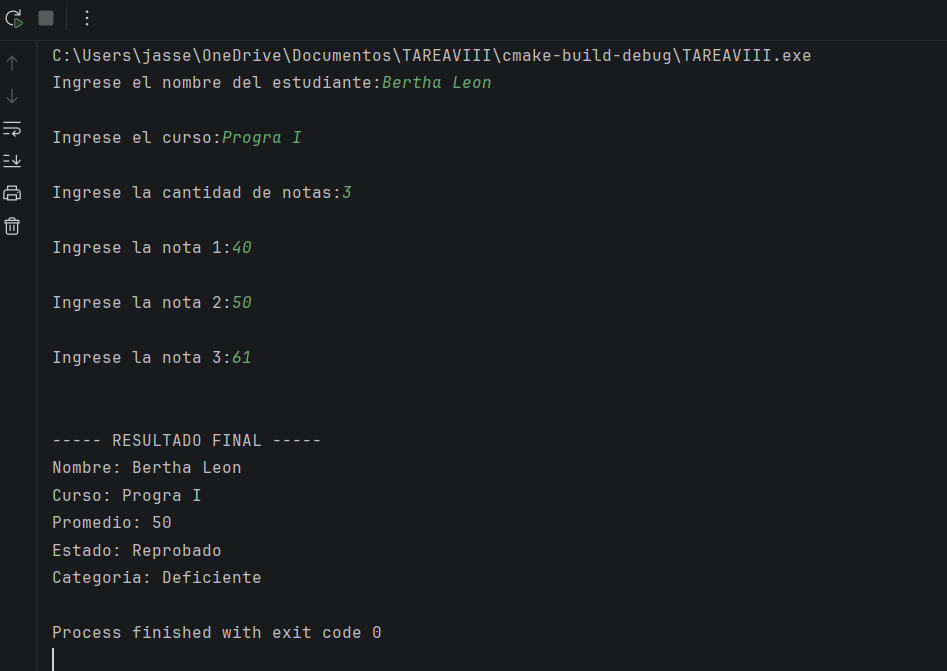 C:\Users\jasse\OneDrive\Documentos\TAREAVIII\cmake-build-debug\TAREAVIII.exe
Ingrese el nombre del estudiante:Bertha Leon
Ingrese el curso:Progra I
Ingrese la cantidad de notas:3
Ingrese la nota 1:40
Ingrese la nota 2:50
Ingrese la nota 3:61
----- RESULTADO FINAL -----
Nombre: Bertha Leon
Curso: Progra I
Promedio: 50
Estado: Reprobado
Categoria: Deficiente
Process finished with exit code 0